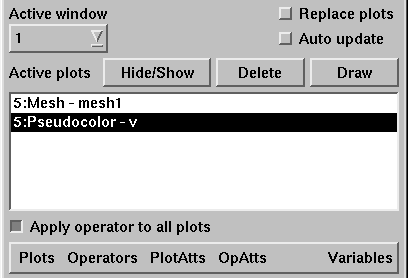 Active window
Replace plots
1
Auto update
Active plots Hide/Show Delete Draw
5:Mesh - mesh1
5:Pseudocolor - v
Apply operator to all plots
Plots Operators PlotAtts OpAtts Variables